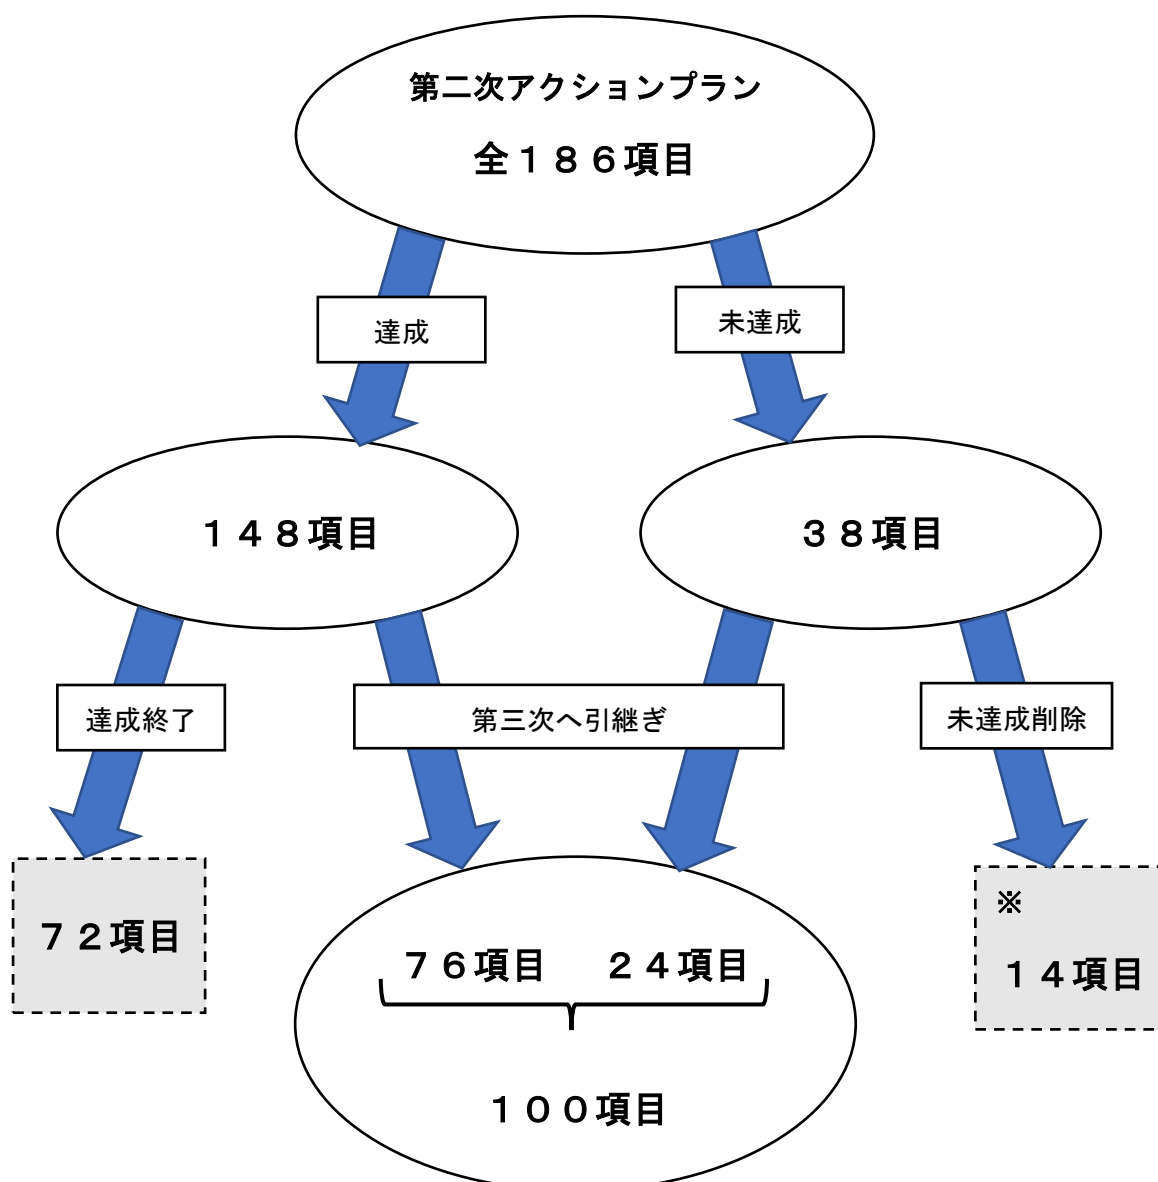 第二次アクションプラン
全１８６項目
達成
未達成
１４８項目
３８項目
達成終了
第三次へ引継ぎ
未達成削除
７２項目
７６項目　２４項目
※
１４項目
１００項目